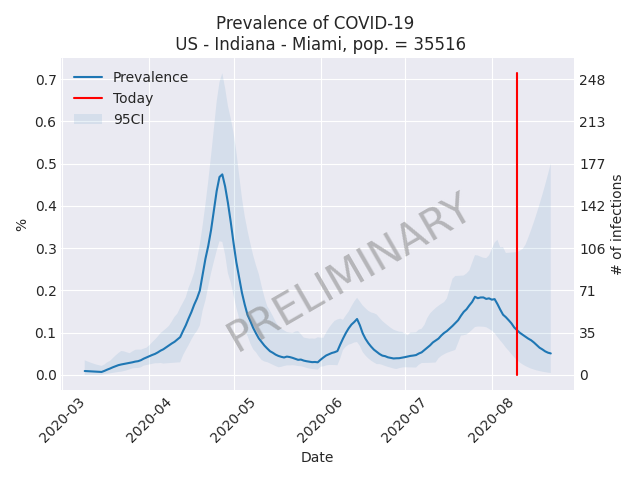 Prevalence of COVID-19
US - Indiana - Miami, pop. = 35516
Prevalence
Today
95CI
0.7
0.6
0.5
0.4
0.3
0.2
0.1
0.0
%
248
213
177
142
106
71
35
0
# of infections
PRELIMINARY
2020-03
2020-04
2020-05
2020-06
2020-07
2020-08
Date